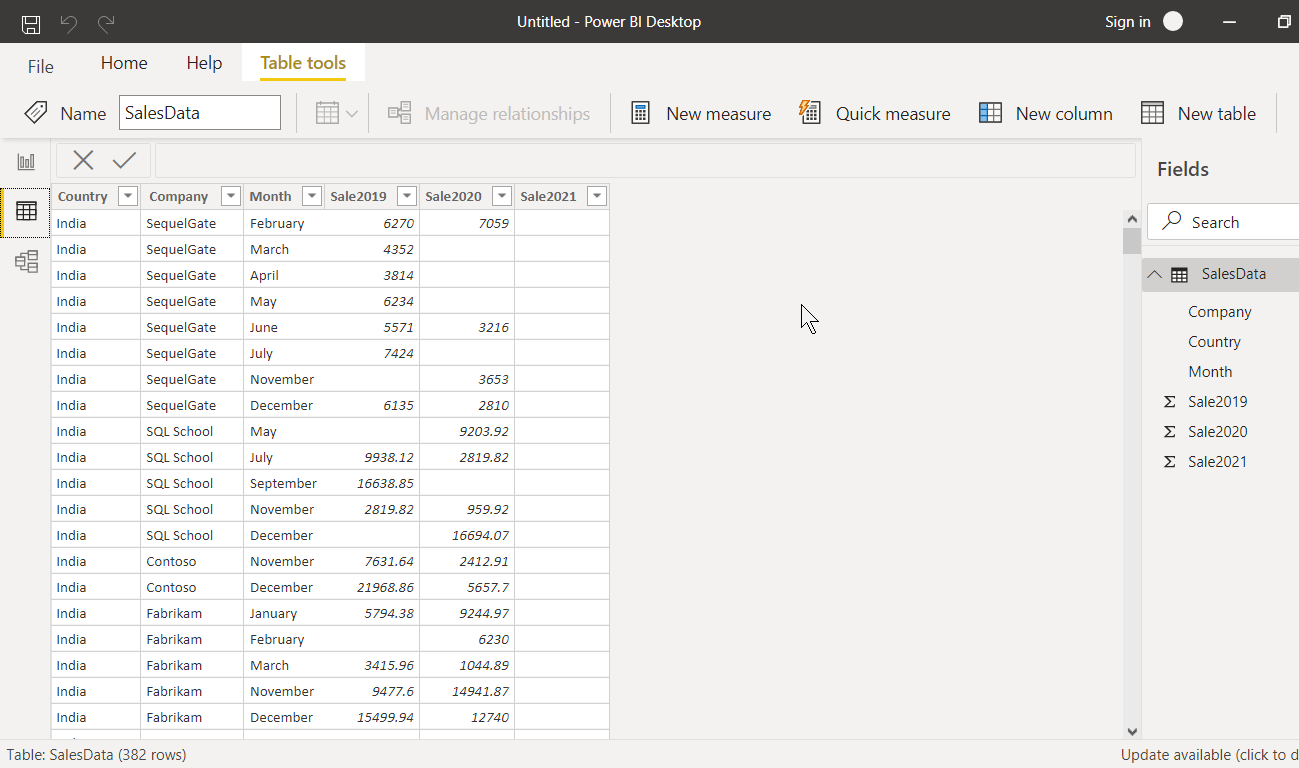 Untitled - Power BI Desktop Sign in
File Home Help Table tools
Name SalesData Manage relationships New measure Quick measure New column New table
Fields
Search
SalesData
Company
Country
Month
Σ Sale2019
Σ Sale2020
Σ Sale2021
Country Company Month Sale2019 Sale2020 Sale2021
India SequelGate February 6270 7059
India SequelGate March 4352
India SequelGate April 3814
India SequelGate May 6234
India SequelGate June 5571 3216
India SequelGate July 7424
India SequelGate November 3653
India SequelGate December 6135 2810
India SQL School May 9203.92
India SQL School July 9938.12 2819.82
India SQL School September 16638.85
India SQL School November 2819.82 959.92
India SQL School December 16694.07
India Contoso November 7631.64 2412.91
India Contoso December 21968.86 5657.7
India Fabrikam January 5794.38 9244.97
India Fabrikam February 6230
India Fabrikam March 3415.96 1044.89
India Fabrikam November 9477.6 14941.87
India Fabrikam December 15499.94 12740
Table: SalesData (382 rows) Update available (click to d